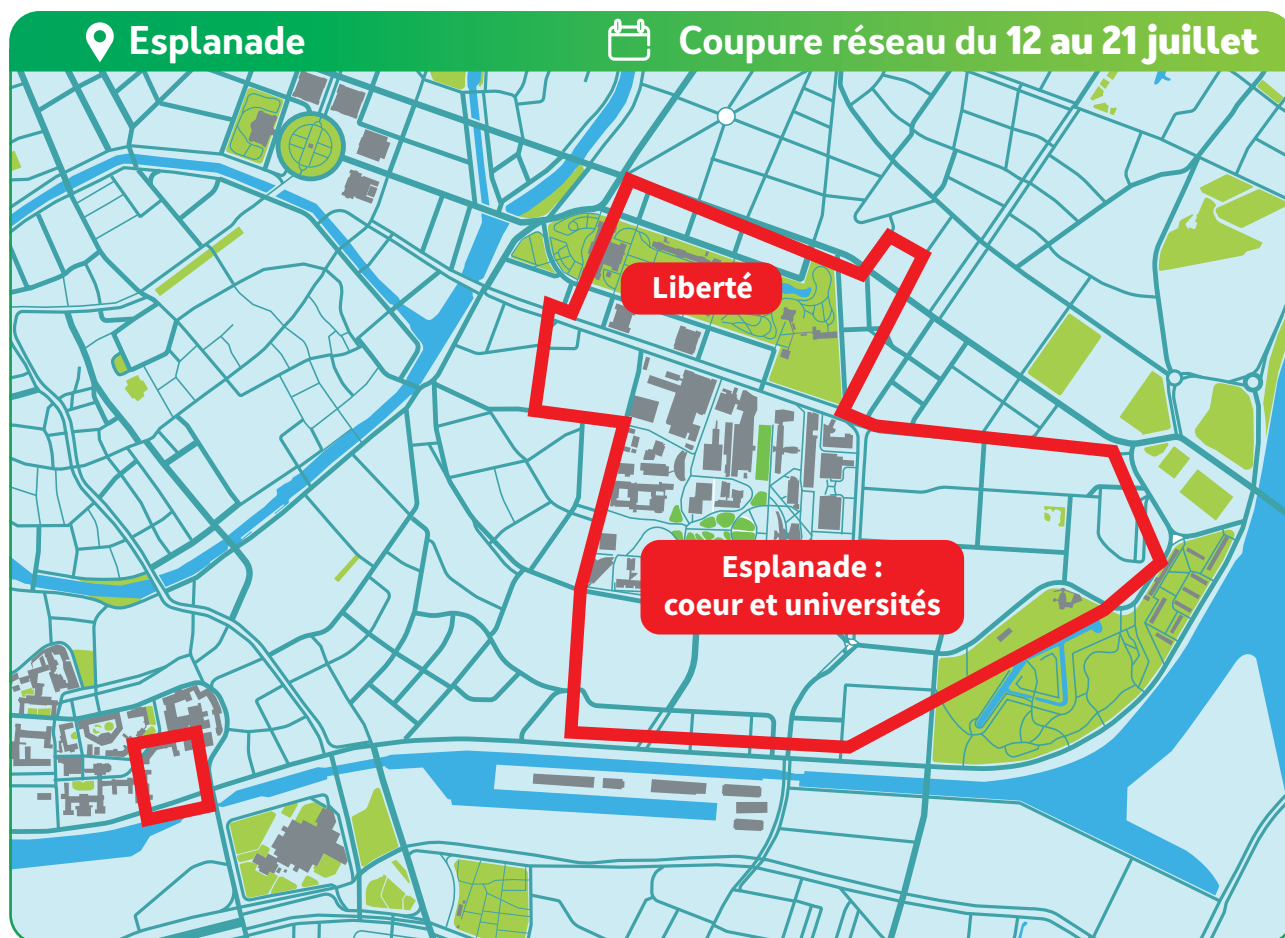 Esplanade
Coupure réseau du 12 au 21 juillet
Liberté
Esplanade :
coeur et universités